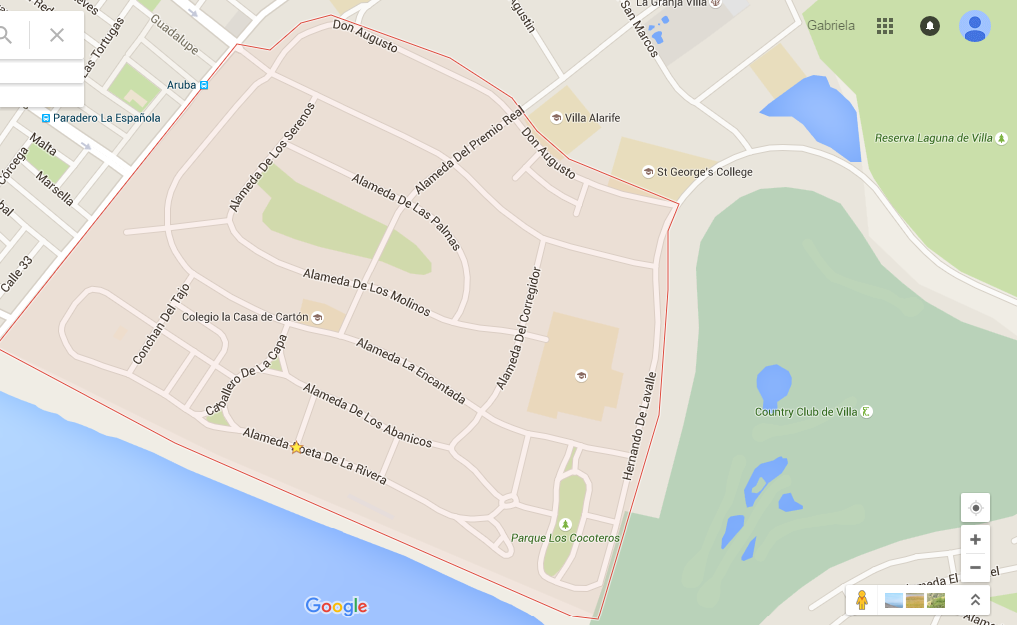 La Granja Villa
Gabriela
Don Augusto
Agustin
San Marcos
Guadalupe
Las Tortugas
Aruba
Paradero La Española
Malta
Marsella
Córcega
Calle 33
Alameda De Los Serenos
Alameda Del Premio Real
Villa Alarife
Don Augusto
St George's College
Reserva Laguna de Villa
Alameda De Las Palmas
Alameda De Los Molinos
Alameda Del Corregidor
Conchan Del Tajo
Colegio la Casa de Cartón
Caballero De La Capa
Alameda La Encantada
Alameda De Los Abanicos
Hernando De Lavalle
Country Club de Villa
Alameda Poeta De La Rivera
Parque Los Cocoteros
Google